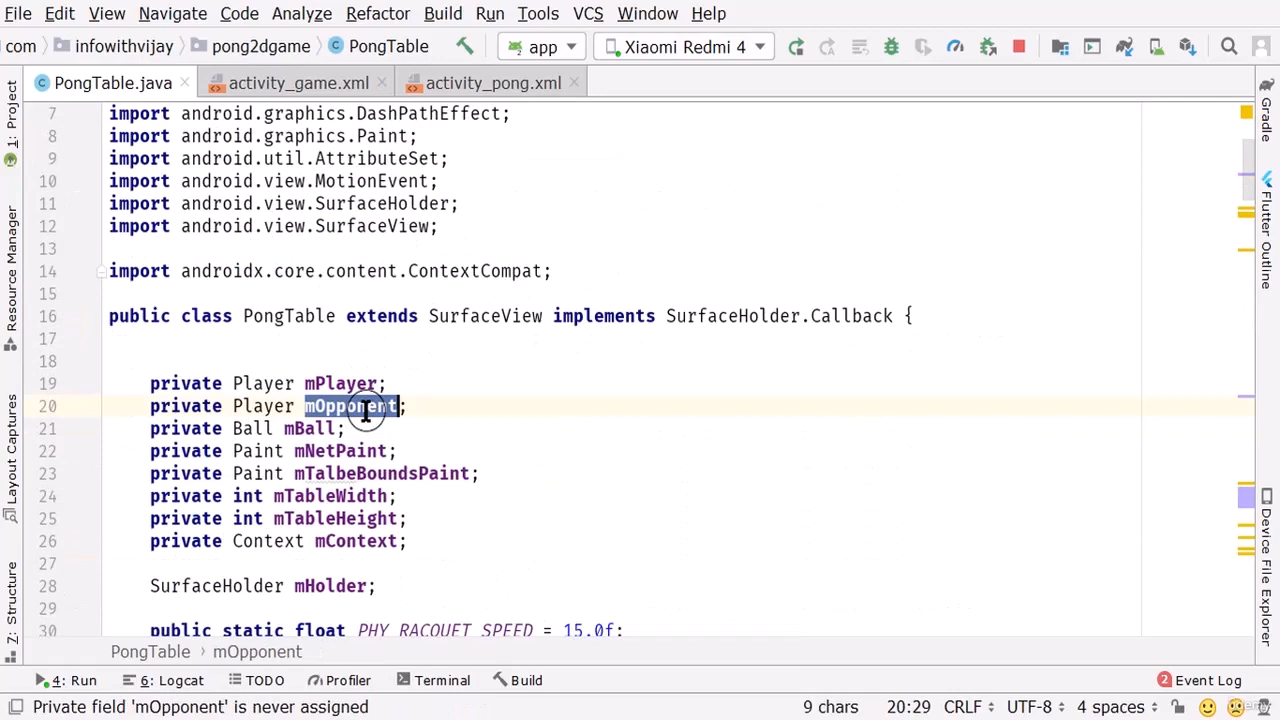 File Edit View Navigate Code Analyze Refactor Build Run Tools VCS Window Help
com infowithvijay pong2dgame PongTable app Xiaomi Redmi 4
PongTable.java activity_game.xml activity_pong.xml
7 import android.graphics.DashPathEffect;
8 import android.graphics.Paint;
9 import android.util.AttributeSet;
10 import android.view.MotionEvent;
11 import android.view.SurfaceHolder;
12 import android.view.SurfaceView;
13
14 import androidx.core.content.ContextCompat;
15
16 public class PongTable extends SurfaceView implements SurfaceHolder.Callback {
17
18
19 private Player mPlayer;
20 private Player mOpponent;
21 private Ball mBall;
22 private Paint mNetPaint;
23 private Paint mTalbeBoundsPaint;
24 private int mTableWidth;
25 private int mTableHeight;
26 private Context mContext;
27
28 SurfaceHolder mHolder;
29
30 public static float PHY_RACQUET_SPEED = 15.0f;
PongTable mOpponent
4: Run 6: Logcat TODO Profiler Terminal Build 2 Event Log
Private field 'mOpponent' is never assigned 9 chars 20:29 CRLF UTF-8 4 spaces
1: Project
Resource Manager
Layout Captures
Z: Structure
Gradle
Flutter Outline
Device File Explorer